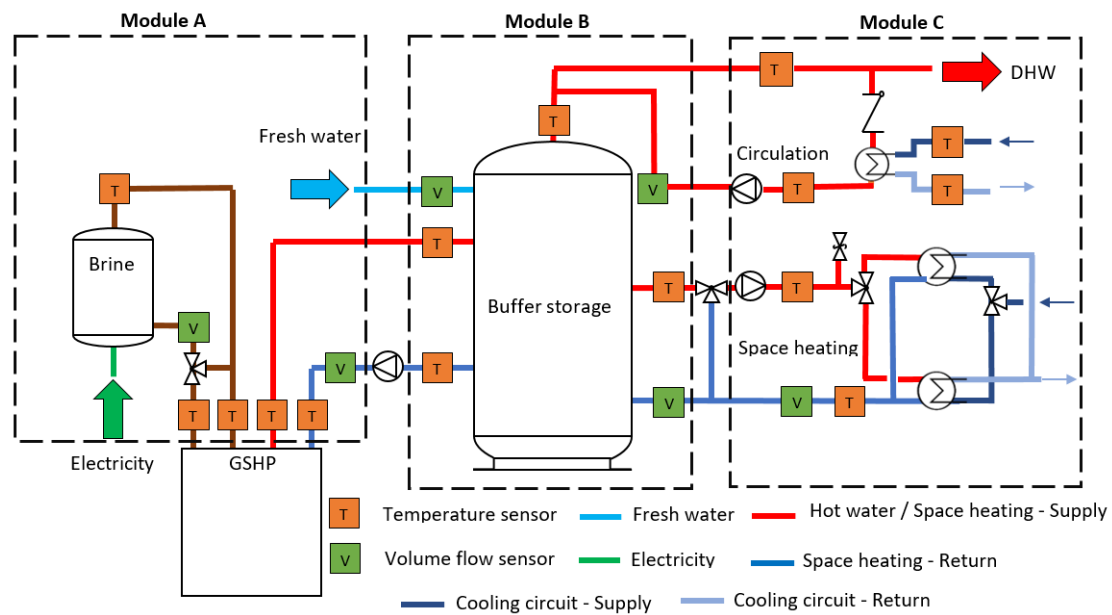 Module A
Module B
Module C
T
DHW
T
Fresh water
Circulation
T
T
V
V
T
T
T
Brine
T
Buffer storage
T
T
V
Space heating
V
T
V
V
T
T
T
T
T
Electricity
GSHP
T
Temperature sensor
Fresh water
Hot water / Space heating - Supply
V
Volume flow sensor
Electricity
Space heating - Return
Cooling circuit - Supply
Cooling circuit - Return